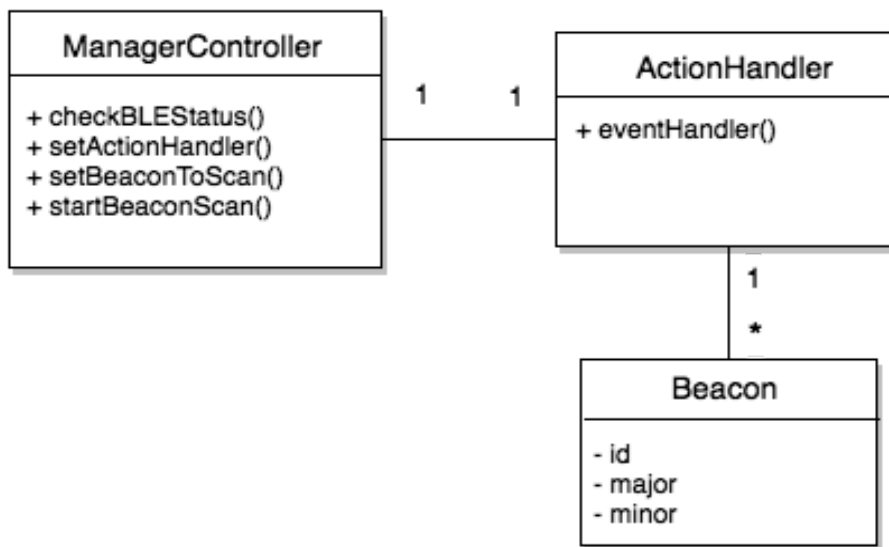 ManagerController
+ checkBLEStatus()
+ setActionHandler()
+ setBeaconToScan()
+ startBeaconScan()
1 1
ActionHandler
+ eventHandler()
1
*
Beacon
- id
- major
- minor